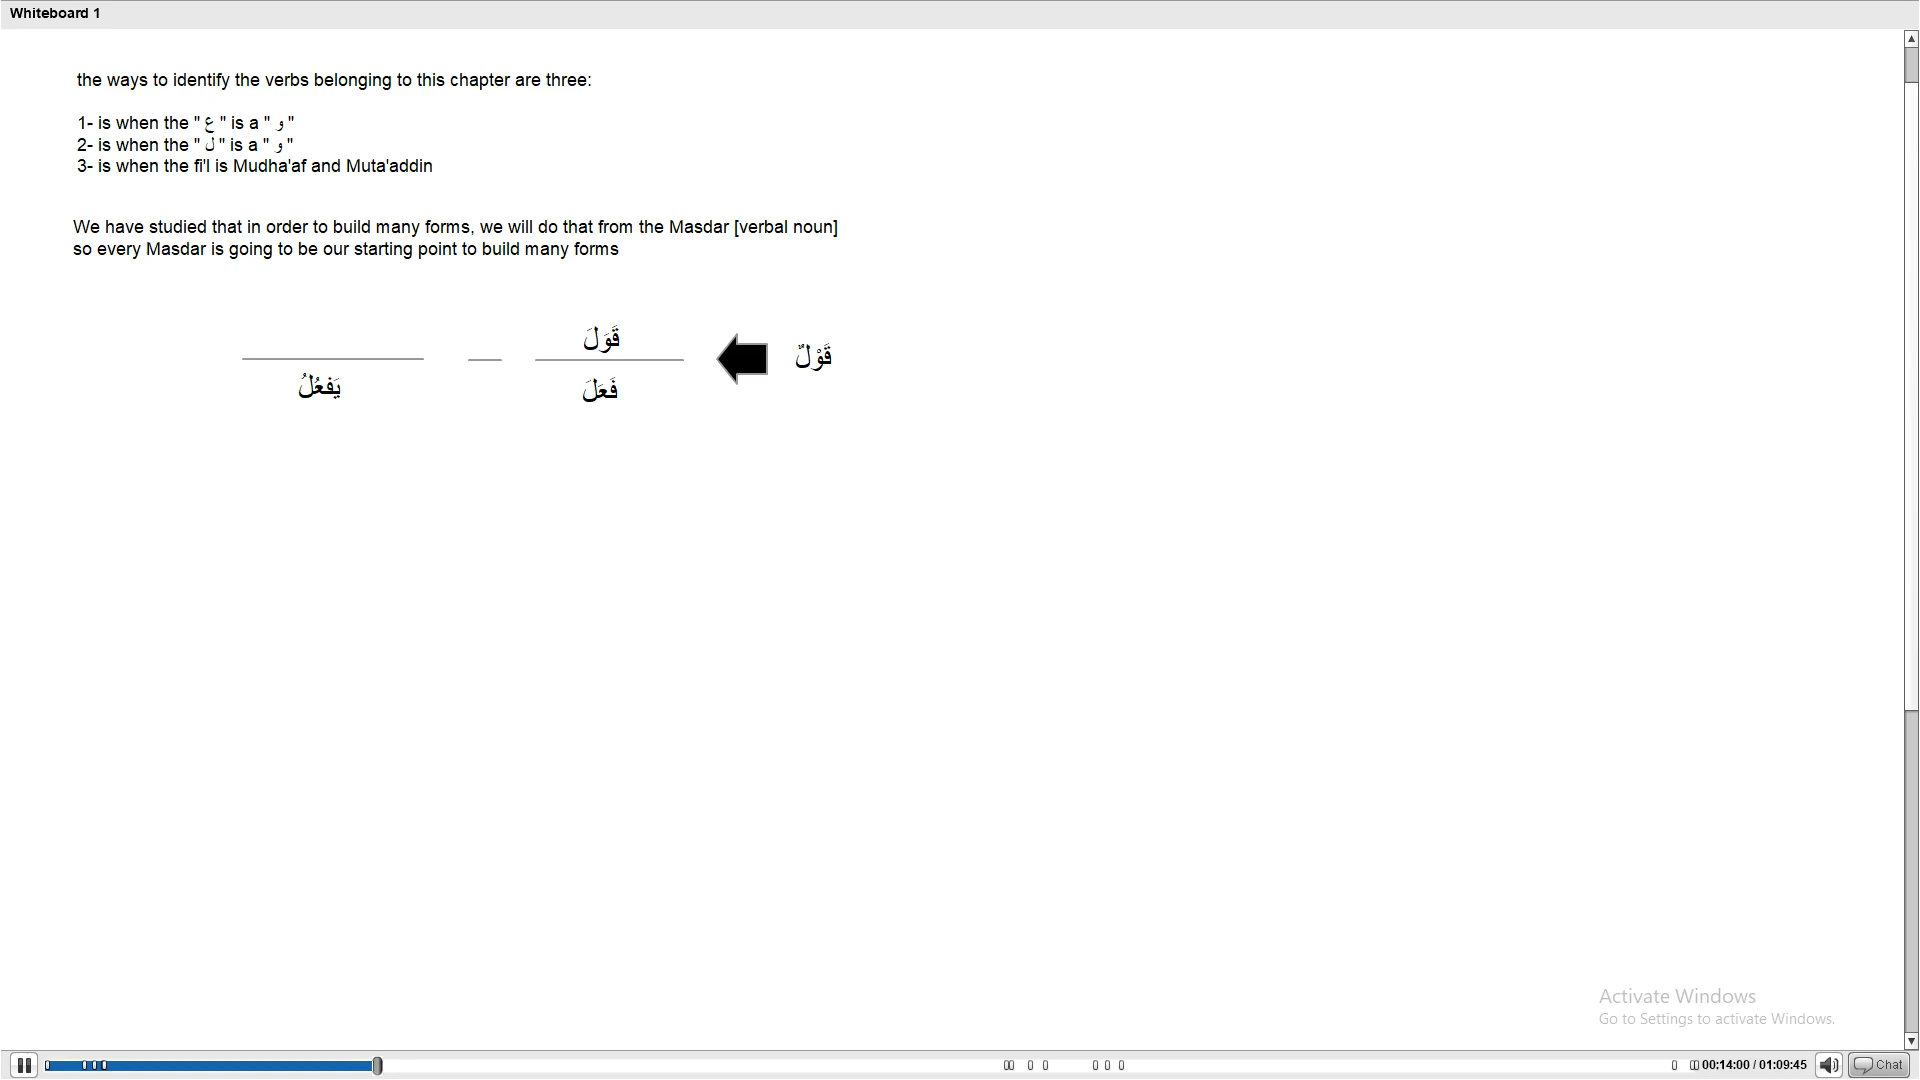 Whiteboard 1
the ways to identify the verbs belonging to this chapter are three:
1- is when the " ع " is a " و "
2- is when the " ل " is a " و "
3- is when the fi'l is Mudha'af and Muta'addin
We have studied that in order to build many forms, we will do that from the Masdar [verbal noun]
so every Masdar is going to be our starting point to build many forms
قَوْلٌ
قَوَلَ
فَعَلَ
يَفعُلُ
Activate Windows
Go to Settings to activate Windows.
00:14:00 / 01:09:45
Chat